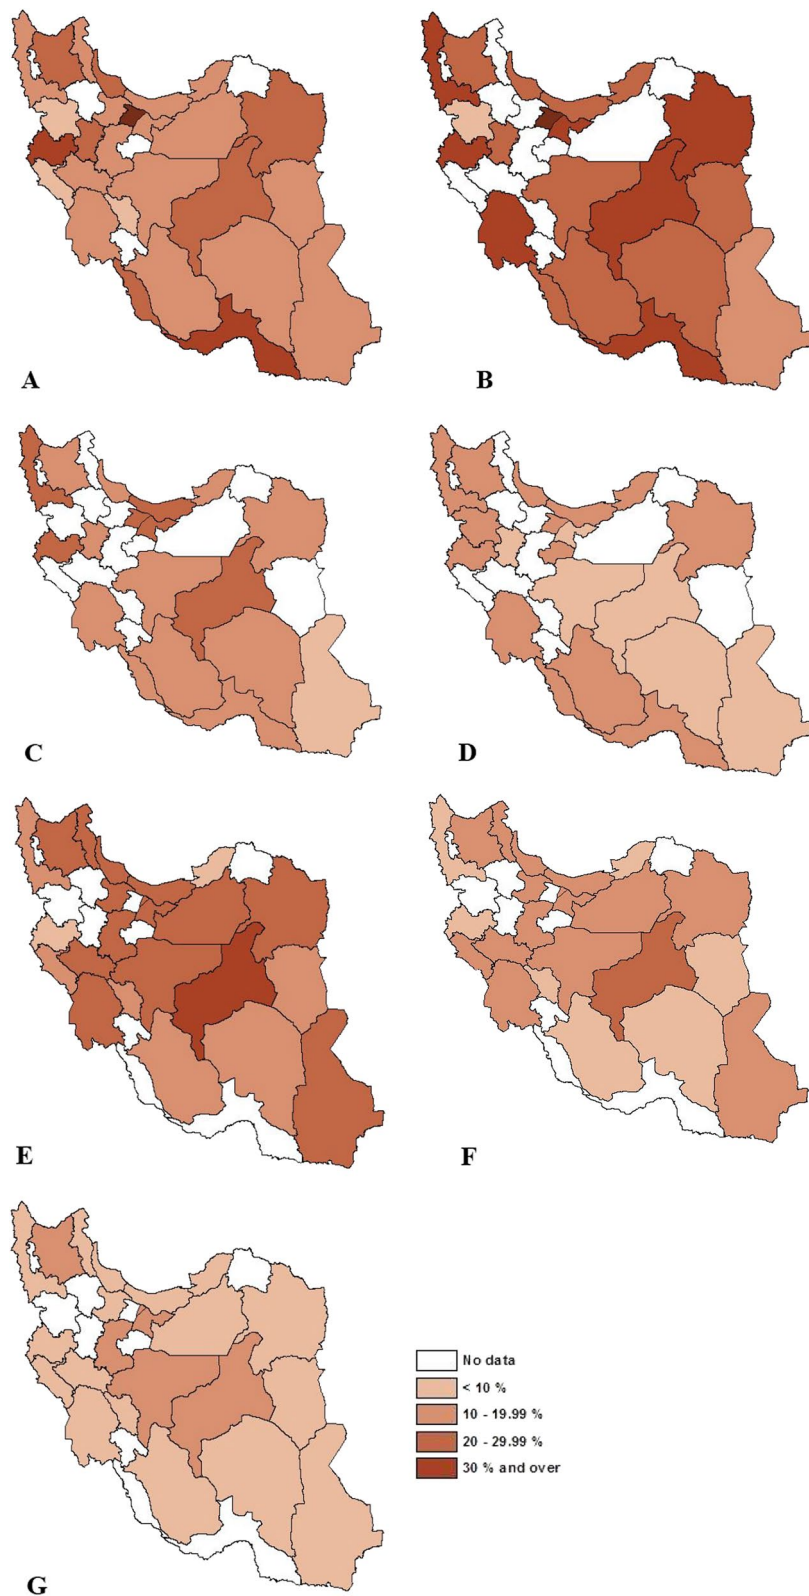 A
B
C
D
E
F
G
No data
< 10 %
10 - 19.99 %
20 - 29.99 %
30 % and over